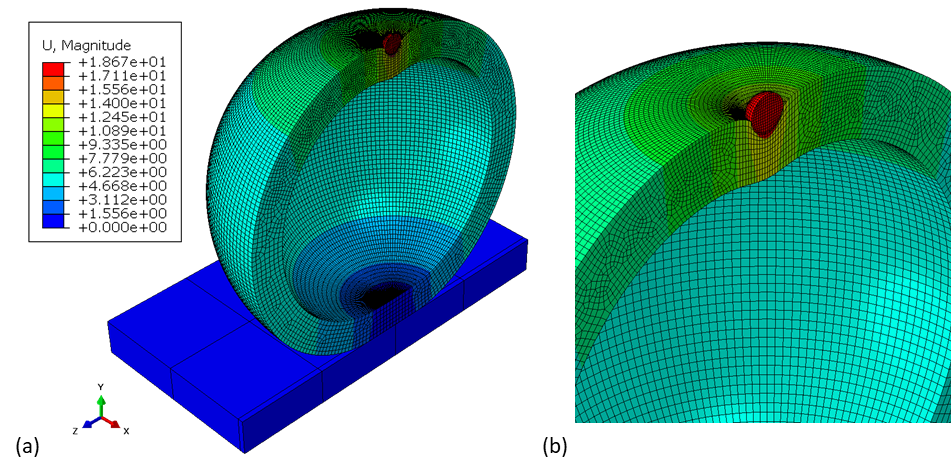 U, Magnitude
+1.867e+01
+1.711e+01
+1.556e+01
+1.400e+01
+1.245e+01
+1.089e+01
+9.335e+00
+7.779e+00
+6.223e+00
+4.668e+00
+3.112e+00
+1.556e+00
+0.000e+00
Y
Z
X
(a)
(b)